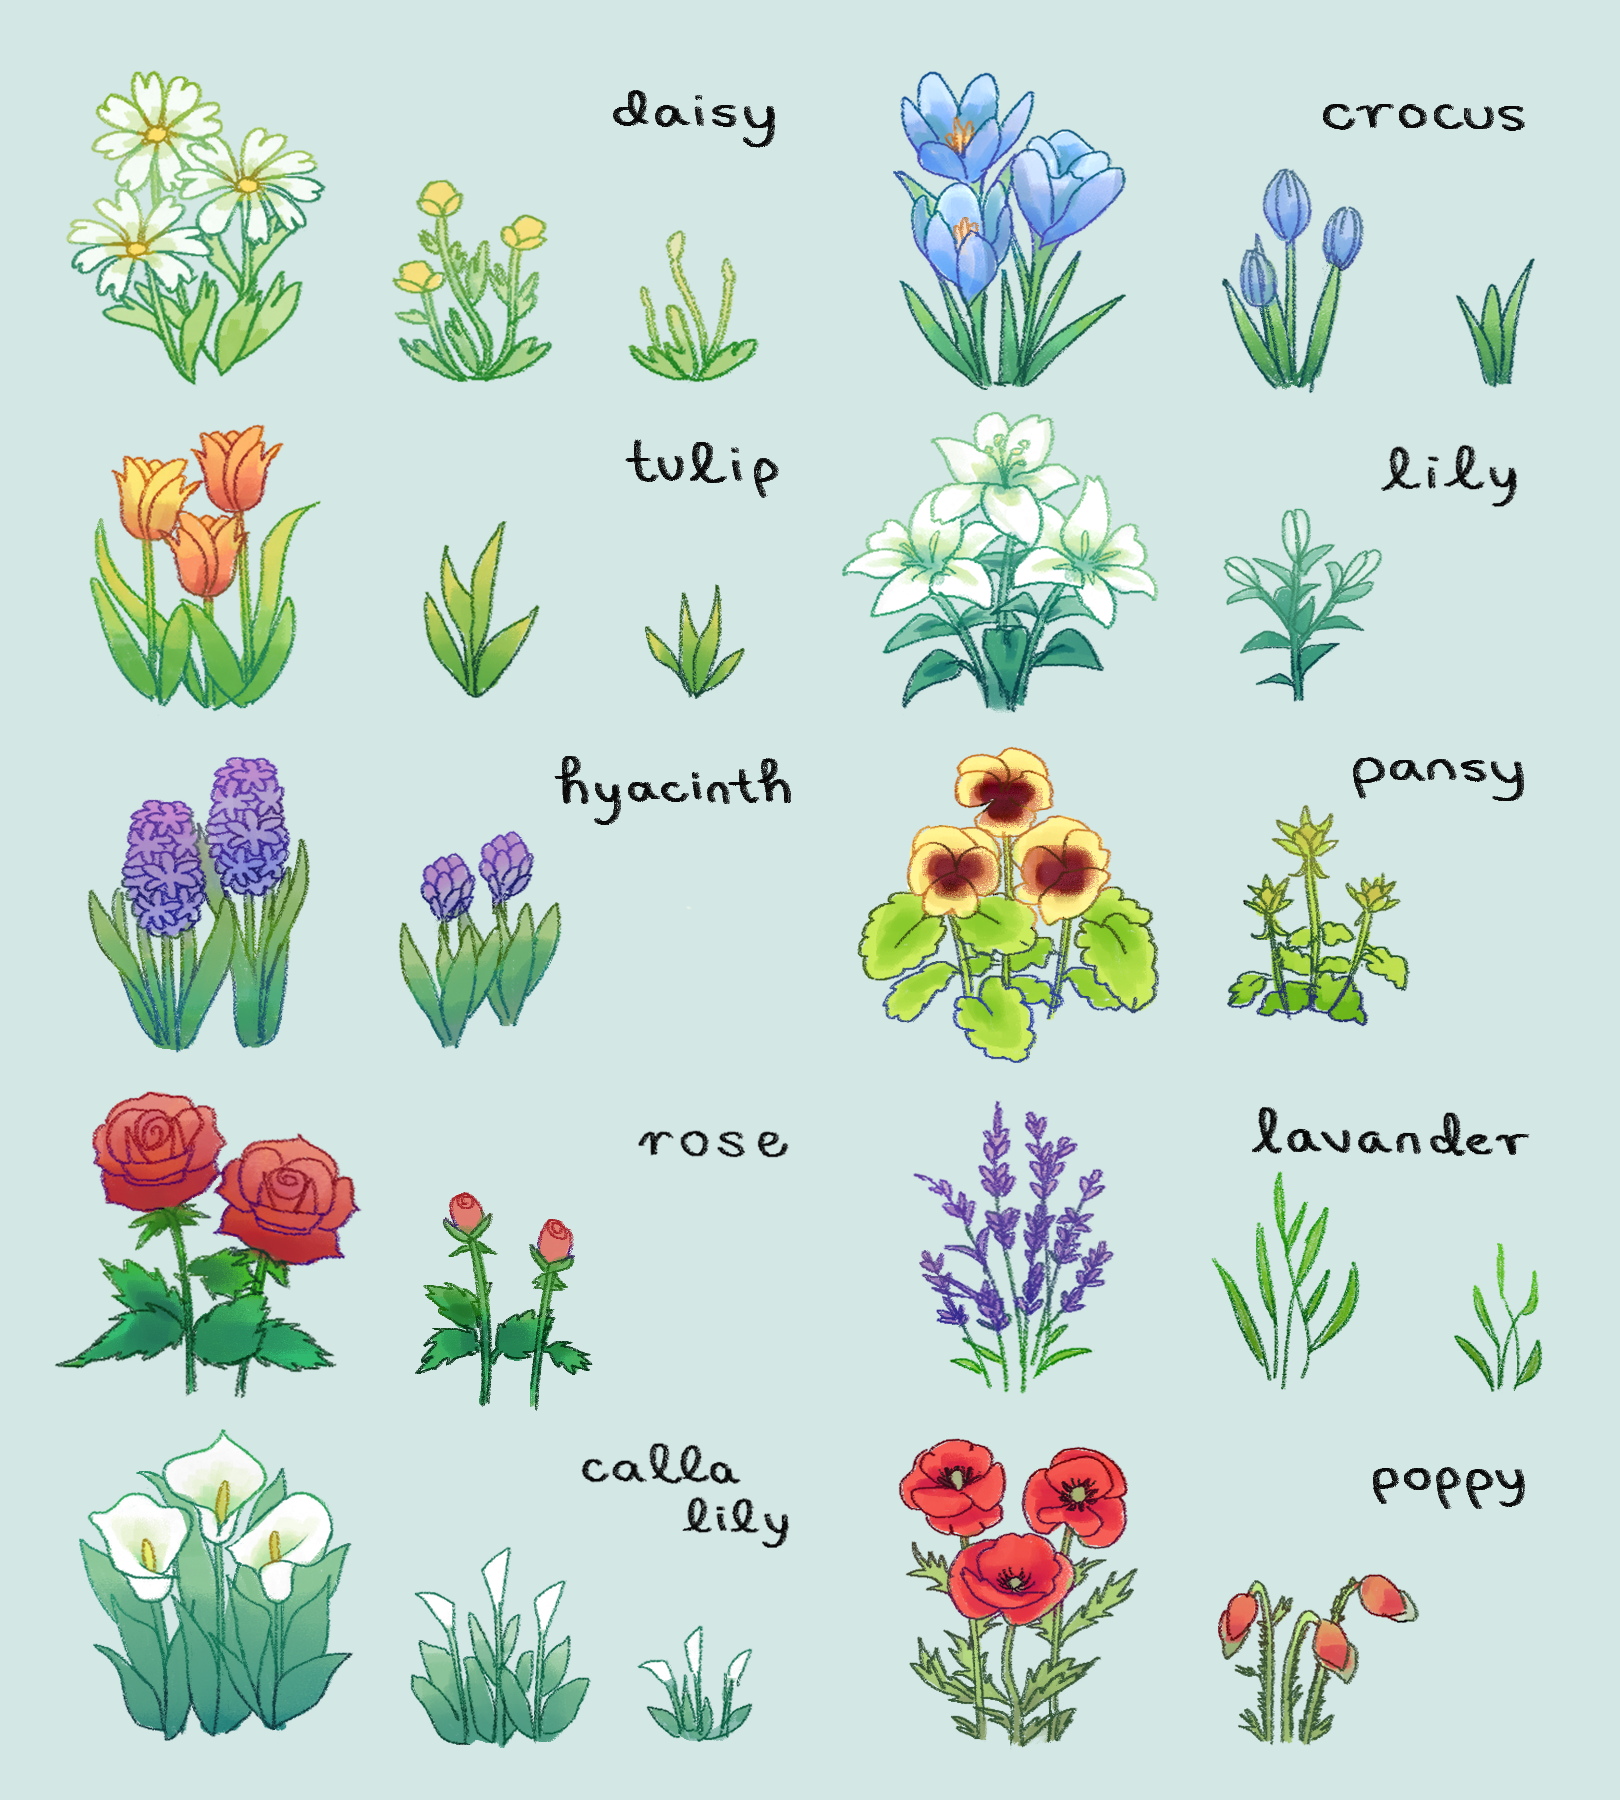 daisy
crocus
tulip
lily
hyacinth
pansy
rose
lavander
calla
lily
poppy